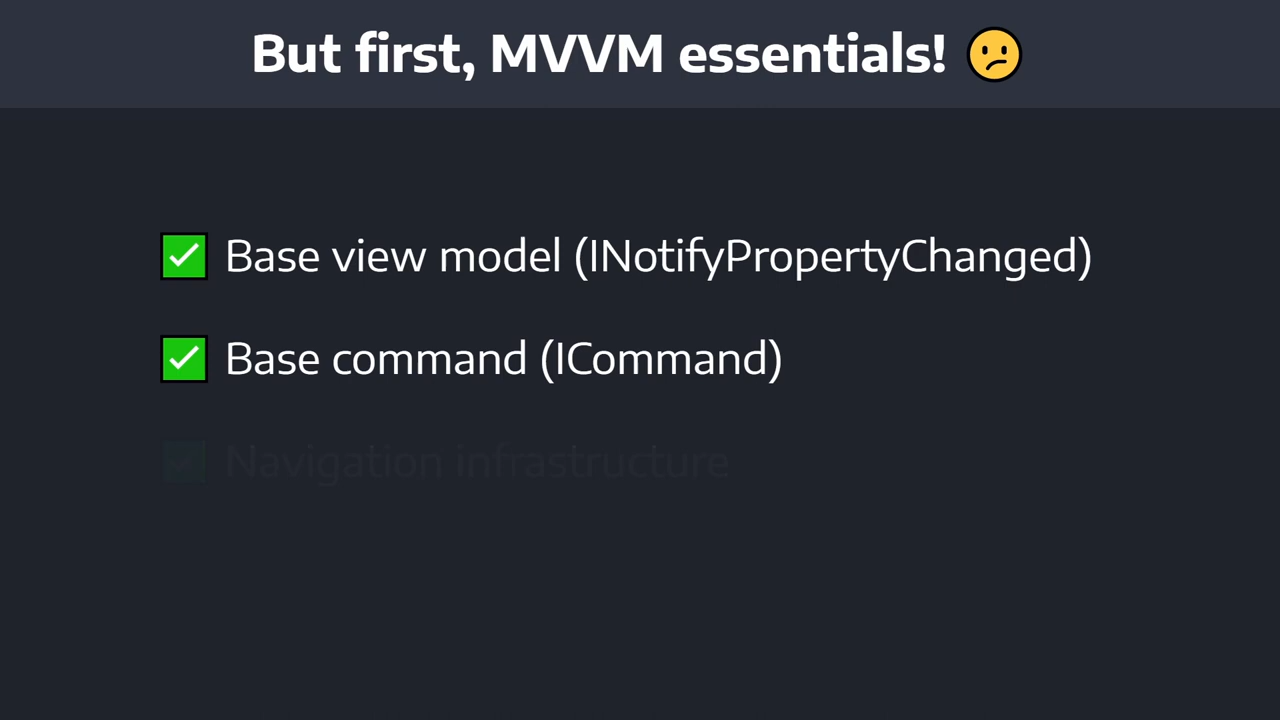 But first, MVVM essentials! 😕
✅ Base view model (INotifyPropertyChanged)
✅ Base command (ICommand)
✅ Navigation infrastructure